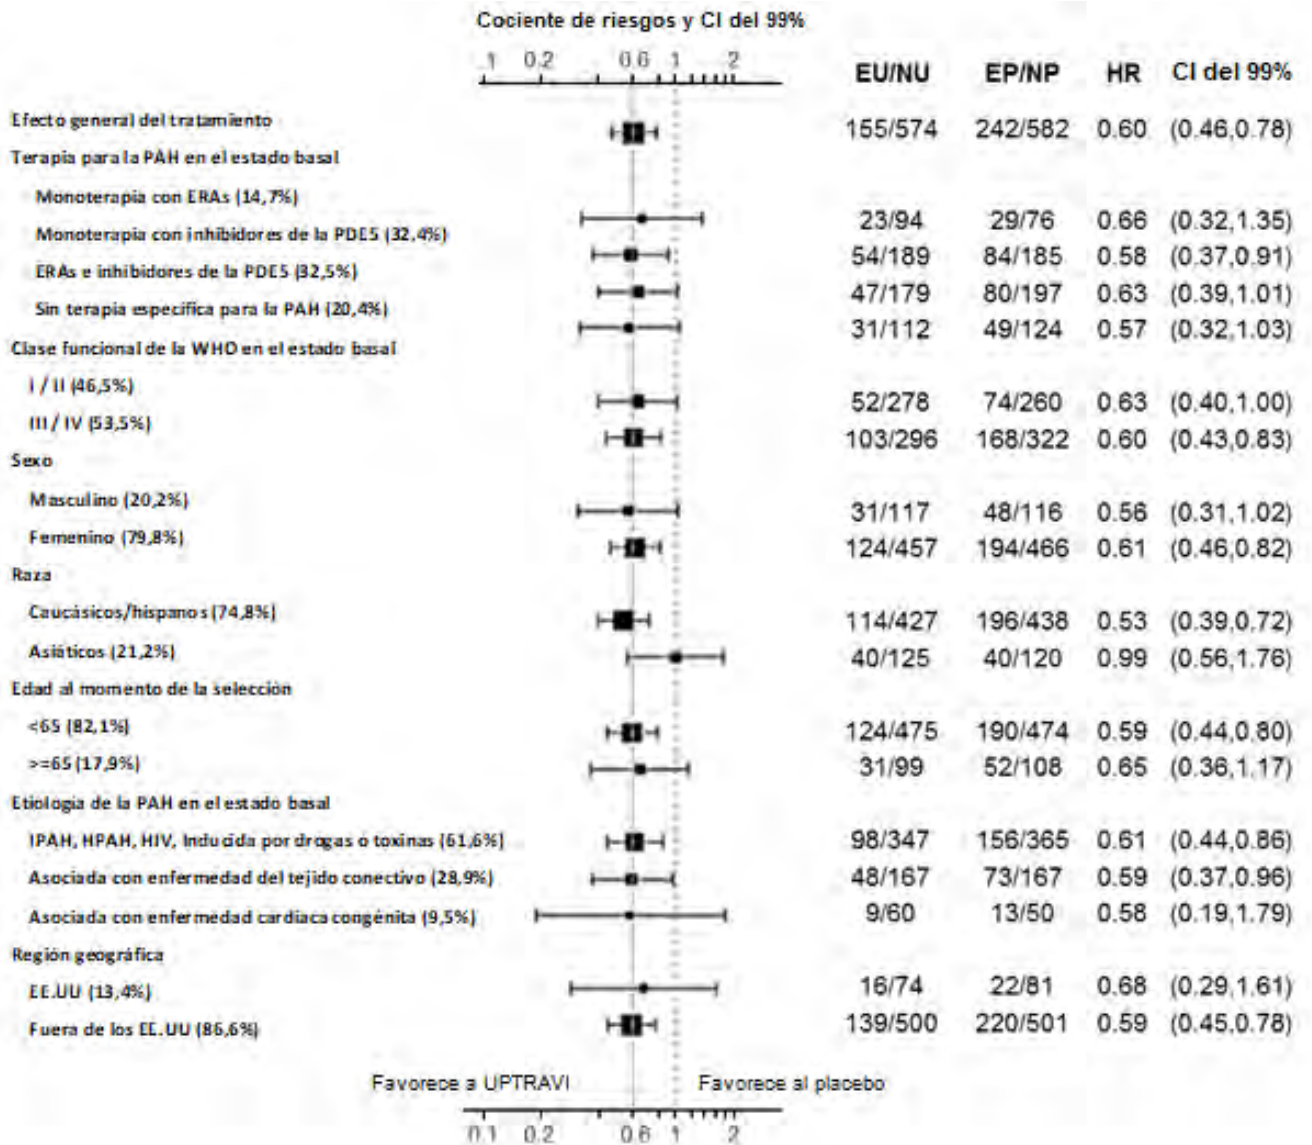 Cociente de riesgos y CI del 99%
.1 0.2 0.6 1 2
EU/NU EP/NP HR CI del 99%
Efecto general del tratamiento 155/574 242/582 0.60 (0.46,0.78)
Terapia para la PAH en el estado basal
Monoterapia con ERAs (14,7%) 23/94 29/76 0.66 (0.32,1.35)
Monoterapia con inhibidores de la PDE5 (32,4%) 54/189 84/185 0.58 (0.37,0.91)
ERAs e inhibidores de la PDE5 (32,5%) 47/179 80/197 0.63 (0.39,1.01)
Sin terapia específica para la PAH (20,4%) 31/112 49/124 0.57 (0.32,1.03)
Clase funcional de la WHO en el estado basal
I / II (46,5%) 52/278 74/260 0.63 (0.40,1.00)
III / IV (53,5%) 103/296 168/322 0.60 (0.43,0.83)
Sexo
Masculino (20,2%) 31/117 48/116 0.56 (0.31,1.02)
Femenino (79,8%) 124/457 194/466 0.61 (0.46,0.82)
Raza
Caucásicos/hispanos (74,8%) 114/427 196/438 0.53 (0.39,0.72)
Asiáticos (21,2%) 40/125 40/120 0.99 (0.56,1.76)
Edad al momento de la selección
<65 (82,1%) 124/475 190/474 0.59 (0.44,0.80)
>=65 (17,9%) 31/99 52/108 0.65 (0.36,1.17)
Etiología de la PAH en el estado basal
IPAH, HPAH, HIV, Inducida por drogas o toxinas (61,6%) 98/347 156/365 0.61 (0.44,0.86)
Asociada con enfermedad del tejido conectivo (28,9%) 48/167 73/167 0.59 (0.37,0.96)
Asociada con enfermedad cardiaca congénita (9,5%) 9/60 13/50 0.58 (0.19,1.79)
Región geográfica
EE.UU (13,4%) 16/74 22/81 0.68 (0.29,1.61)
Fuera de los EE.UU (86,6%) 139/500 220/501 0.59 (0.45,0.78)
Favorece a UPTRAVI Favorece al placebo
0.1 0.2 0.6 1 2